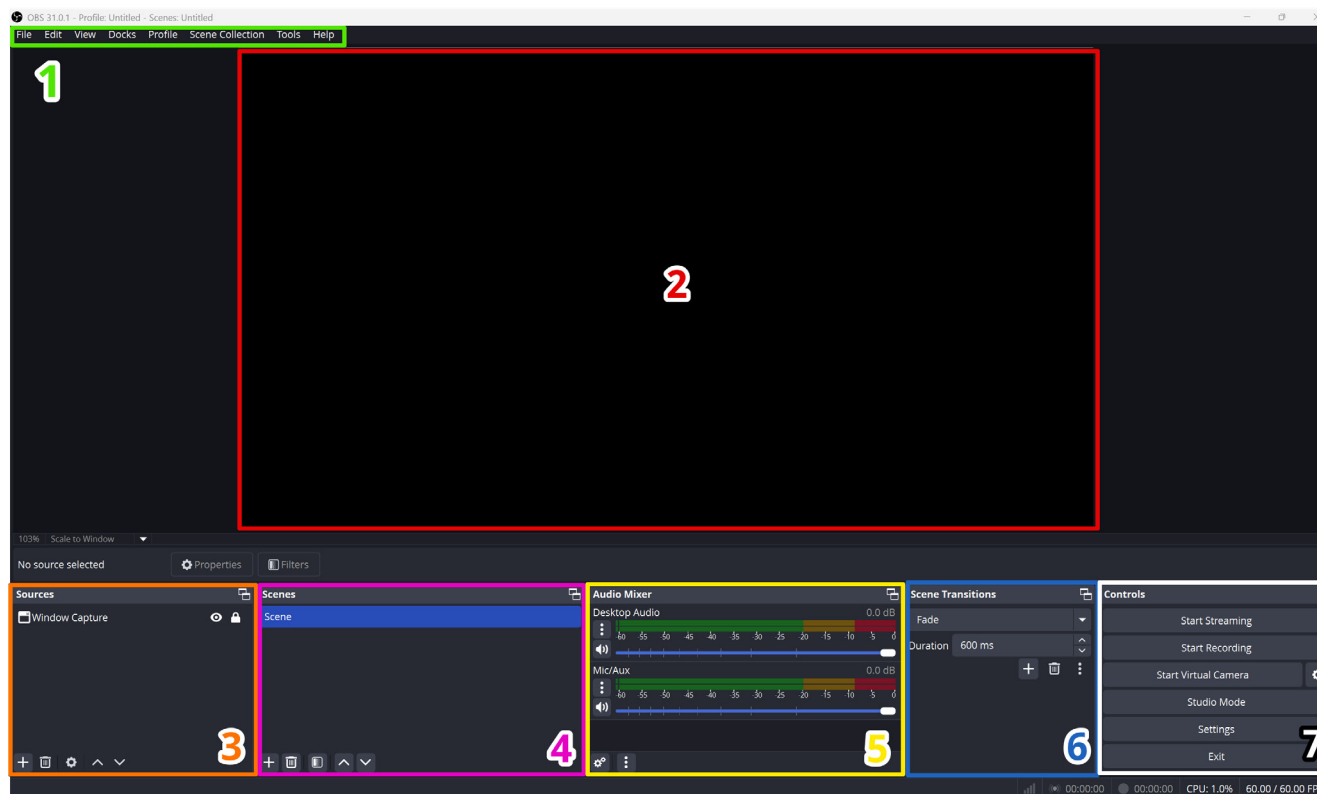 OBS 31.0.1 - Profile: Untitled - Scenes: Untitled
File Edit View Docks Profile Scene Collection Tools Help
1
2
103% Scale to Window
No source selected Properties Filters
Sources
Window Capture
3
Scenes
Scene
4
Audio Mixer
Desktop Audio 0.0 dB
-60 -55 -50 -45 -40 -35 -30 -25 -20 -15 -10 -5 0
Mic/Aux 0.0 dB
-60 -55 -50 -45 -40 -35 -30 -25 -20 -15 -10 -5 0
5
Scene Transitions
Fade
Duration 600 ms
6
Controls
Start Streaming
Start Recording
Start Virtual Camera
Studio Mode
Settings
Exit
7
00:00:00 00:00:00 CPU: 1.0% 60.00 / 60.00 FP